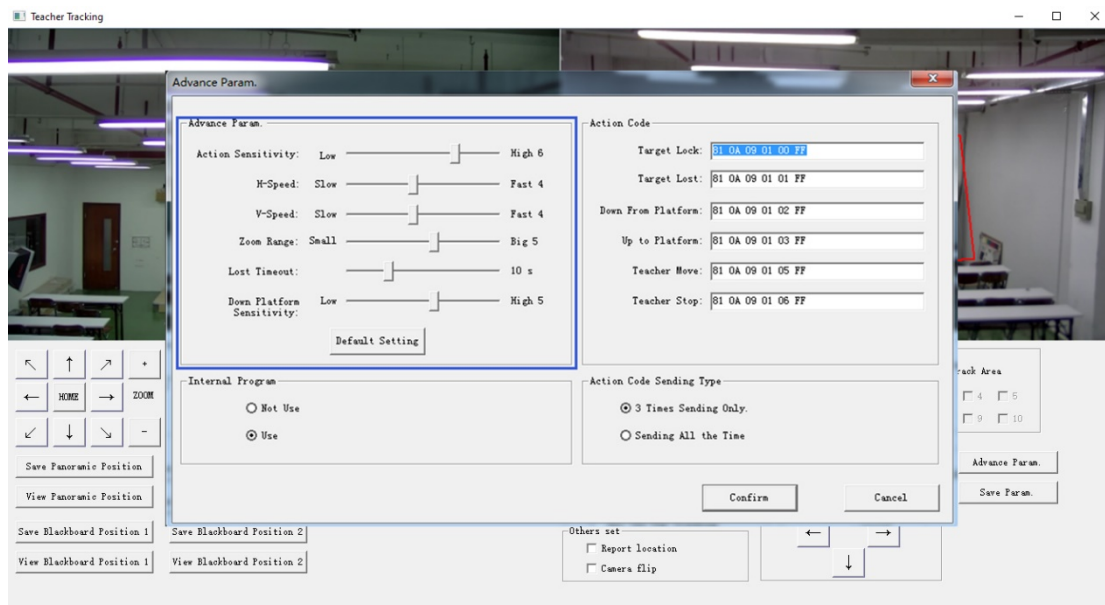 Teacher Tracking
Advance Param.
Advance Param.
Action Sensitivity: Low High 6
H-Speed: Slow Fast 4
V-Speed: Slow Fast 4
Zoom Range: Small Big 5
Lost Timeout: 10 s
Down Platform Sensitivity: Low High 5
Default Setting
Action Code
Target Lock: 81 0A 09 01 00 FF
Target Lost: 81 0A 09 01 01 FF
Down From Platform: 81 0A 09 01 02 FF
Up to Platform: 81 0A 09 01 03 FF
Teacher Move: 81 0A 09 01 05 FF
Teacher Stop: 81 0A 09 01 06 FF
Internal Program
Not Use
Use
Action Code Sending Type
3 Times Sending Only.
Sending All the Time
Confirm Cancel
HOME ZOOM
+
-
Save Panoramic Position
View Panoramic Position
Save Blackboard Position 1 Save Blackboard Position 2
View Blackboard Position 1 View Blackboard Position 2
Others set
Report location
Camera flip
Area
4 5
9 10
Advance Param.
Save Param.